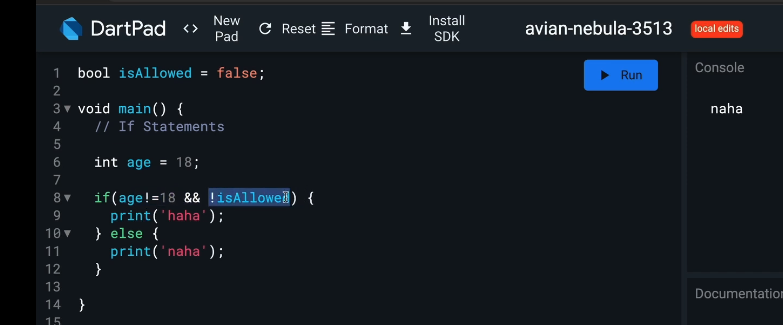 DartPad <> New Pad Reset Format Install SDK avian-nebula-3513 local edits
Run
Console
naha
1 bool isAllowed = false;
2
3 void main() {
4 // If Statements
5
6 int age = 18;
7
8 if(age!=18 && !isAllowed) {
9 print('haha');
10 } else {
11 print('naha');
12 }
13
14 }
15
Documentation